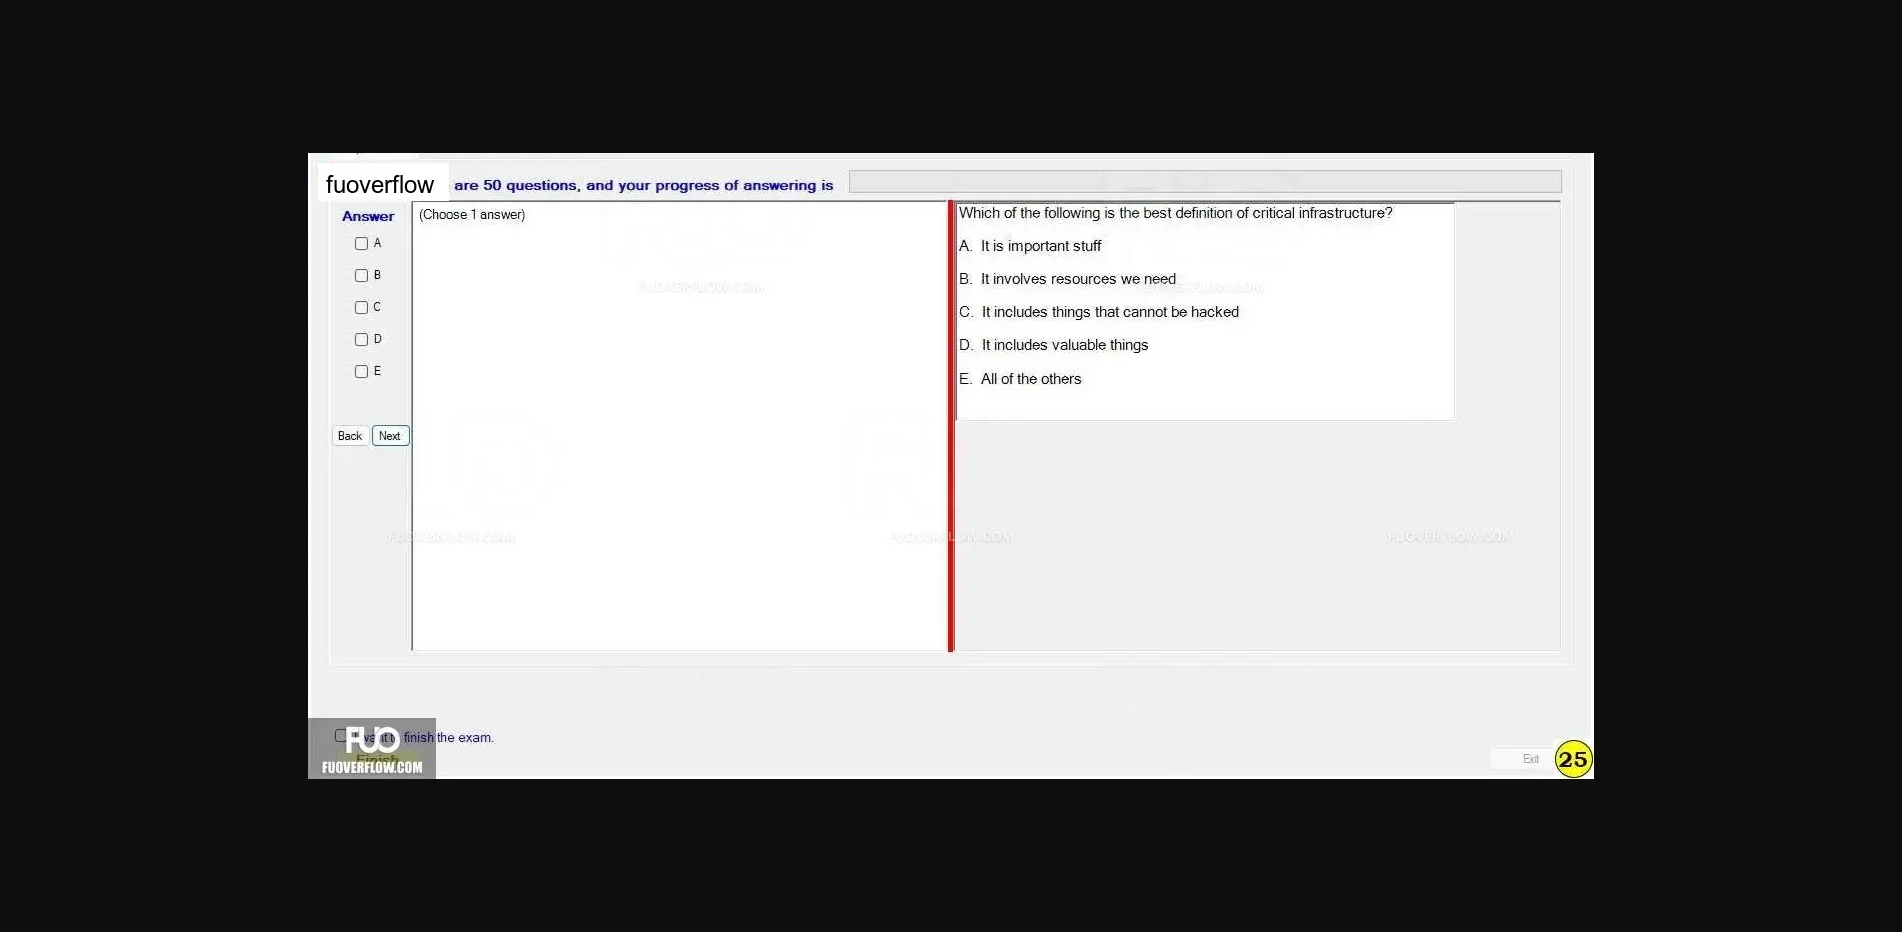 fuoverflow are 50 questions, and your progress of answering is
Answer
(Choose 1 answer)
A
B
C
D
E
Back Next
Which of the following is the best definition of critical infrastructure?
A. It is important stuff
B. It involves resources we need
C. It includes things that cannot be hacked
D. It includes valuable things
E. All of the others
FUOVERFLOW.COM
FUOVERFLOW.COM
FUOVERFLOW.COM
FUOVERFLOW.COM
FUOVERFLOW.COM
I want to finish the exam.
Finish
FUO
FUOVERFLOW.COM
Exit
25